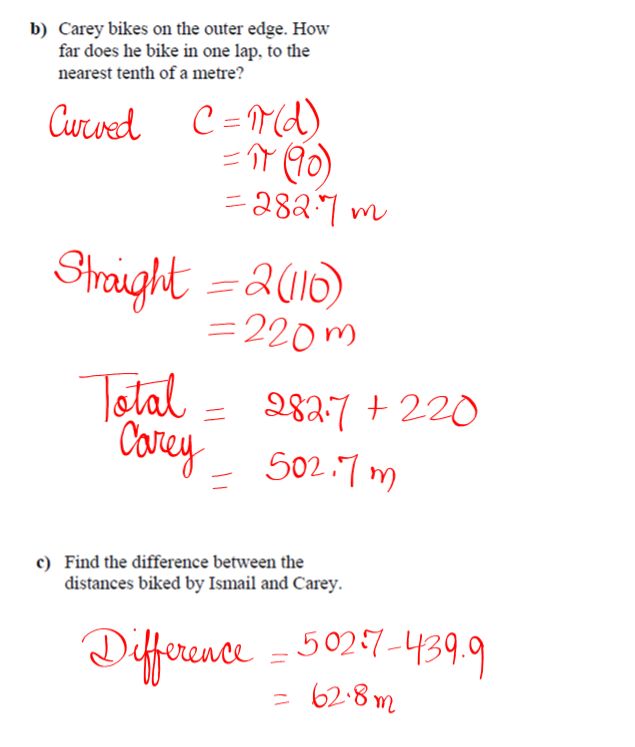 b) Carey bikes on the outer edge. How
far does he bike in one lap, to the
nearest tenth of a metre?
Curved C = π(d)
= π(90)
= 282.7 m
Straight = 2(110)
= 220 m
Total Carey = 282.7 + 220
= 502.7 m
c) Find the difference between the
distances biked by Ismail and Carey.
Difference = 502.7 - 439.9
= 62.8 m